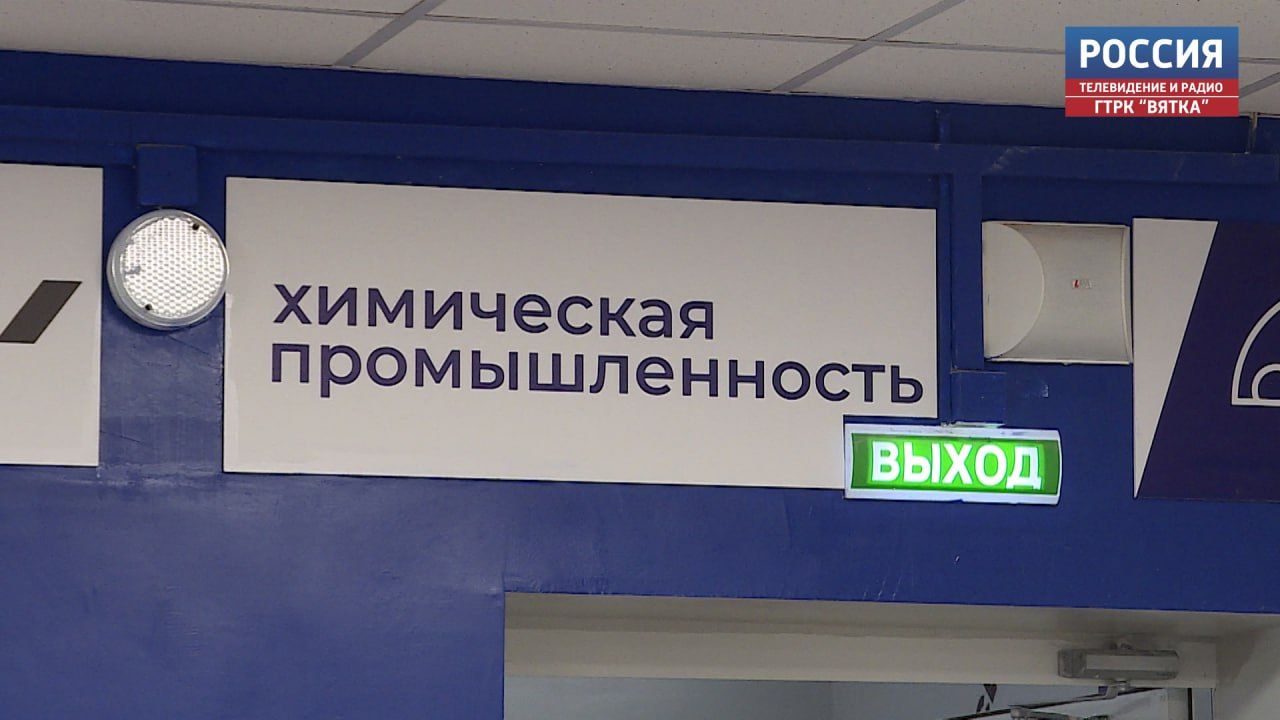 РОССИЯ
ТЕЛЕВИДЕНИЕ И РАДИО
ГТРК "ВЯТКА"
химическая
промышленность
ВЫХОД